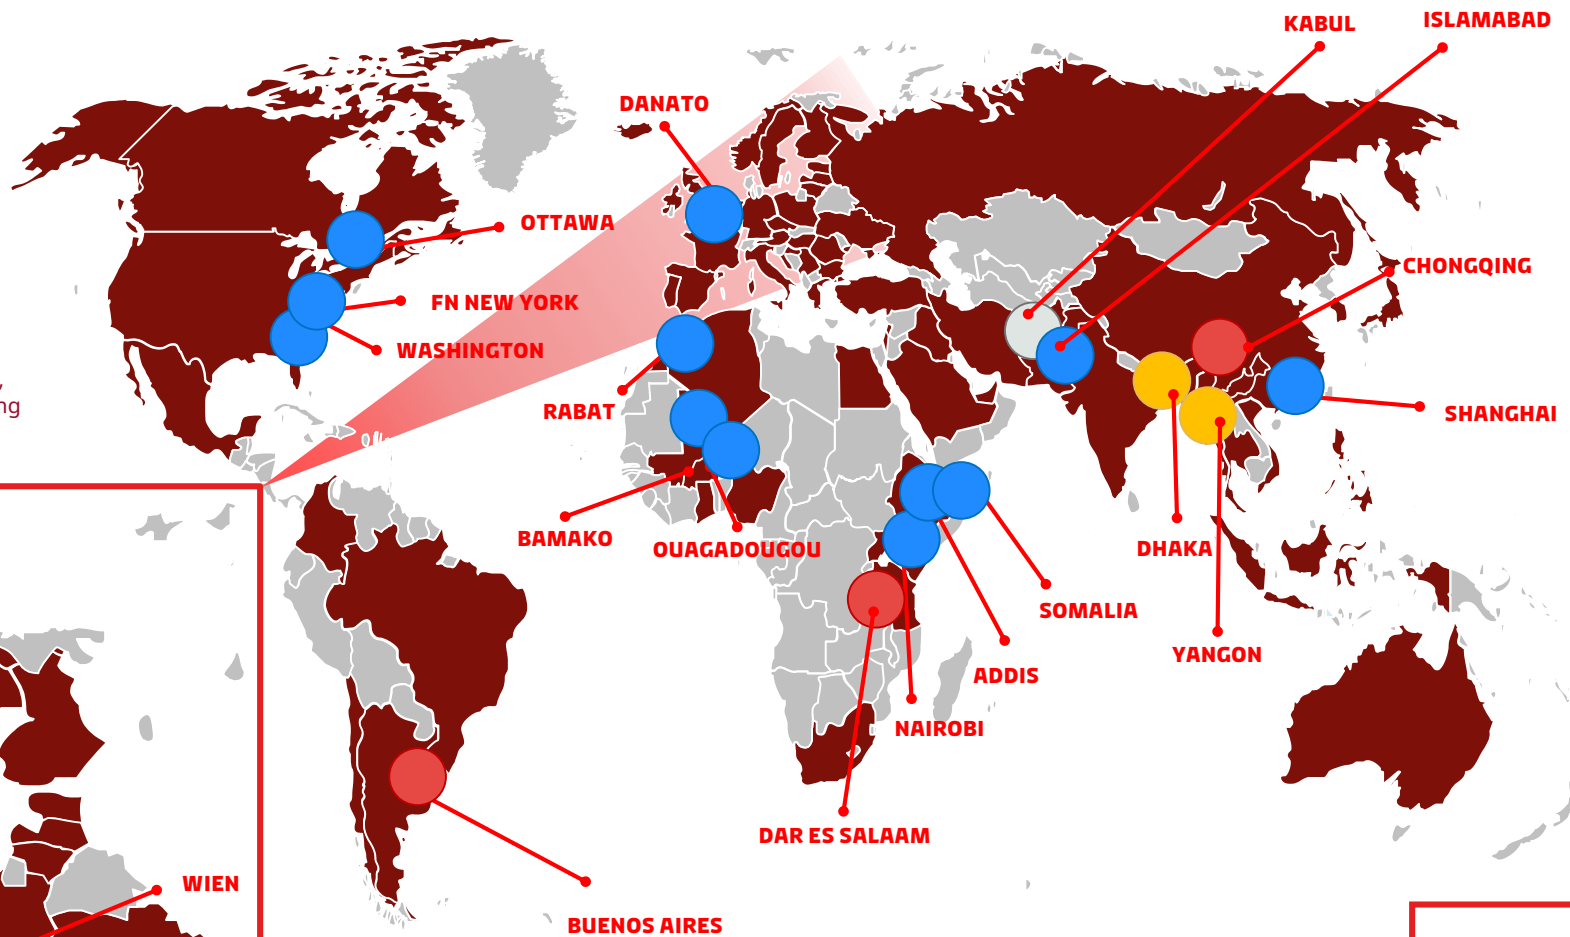 KABUL
ISLAMABAD
DANATO
OTTAWA
CHONGQING
FN NEW YORK
WASHINGTON
ng
RABAT
SHANGHAI
BAMAKO
OUAGADOUGOU
DHAKA
SOMALIA
YANGON
ADDIS
NAIROBI
DAR ES SALAAM
WIEN
BUENOS AIRES